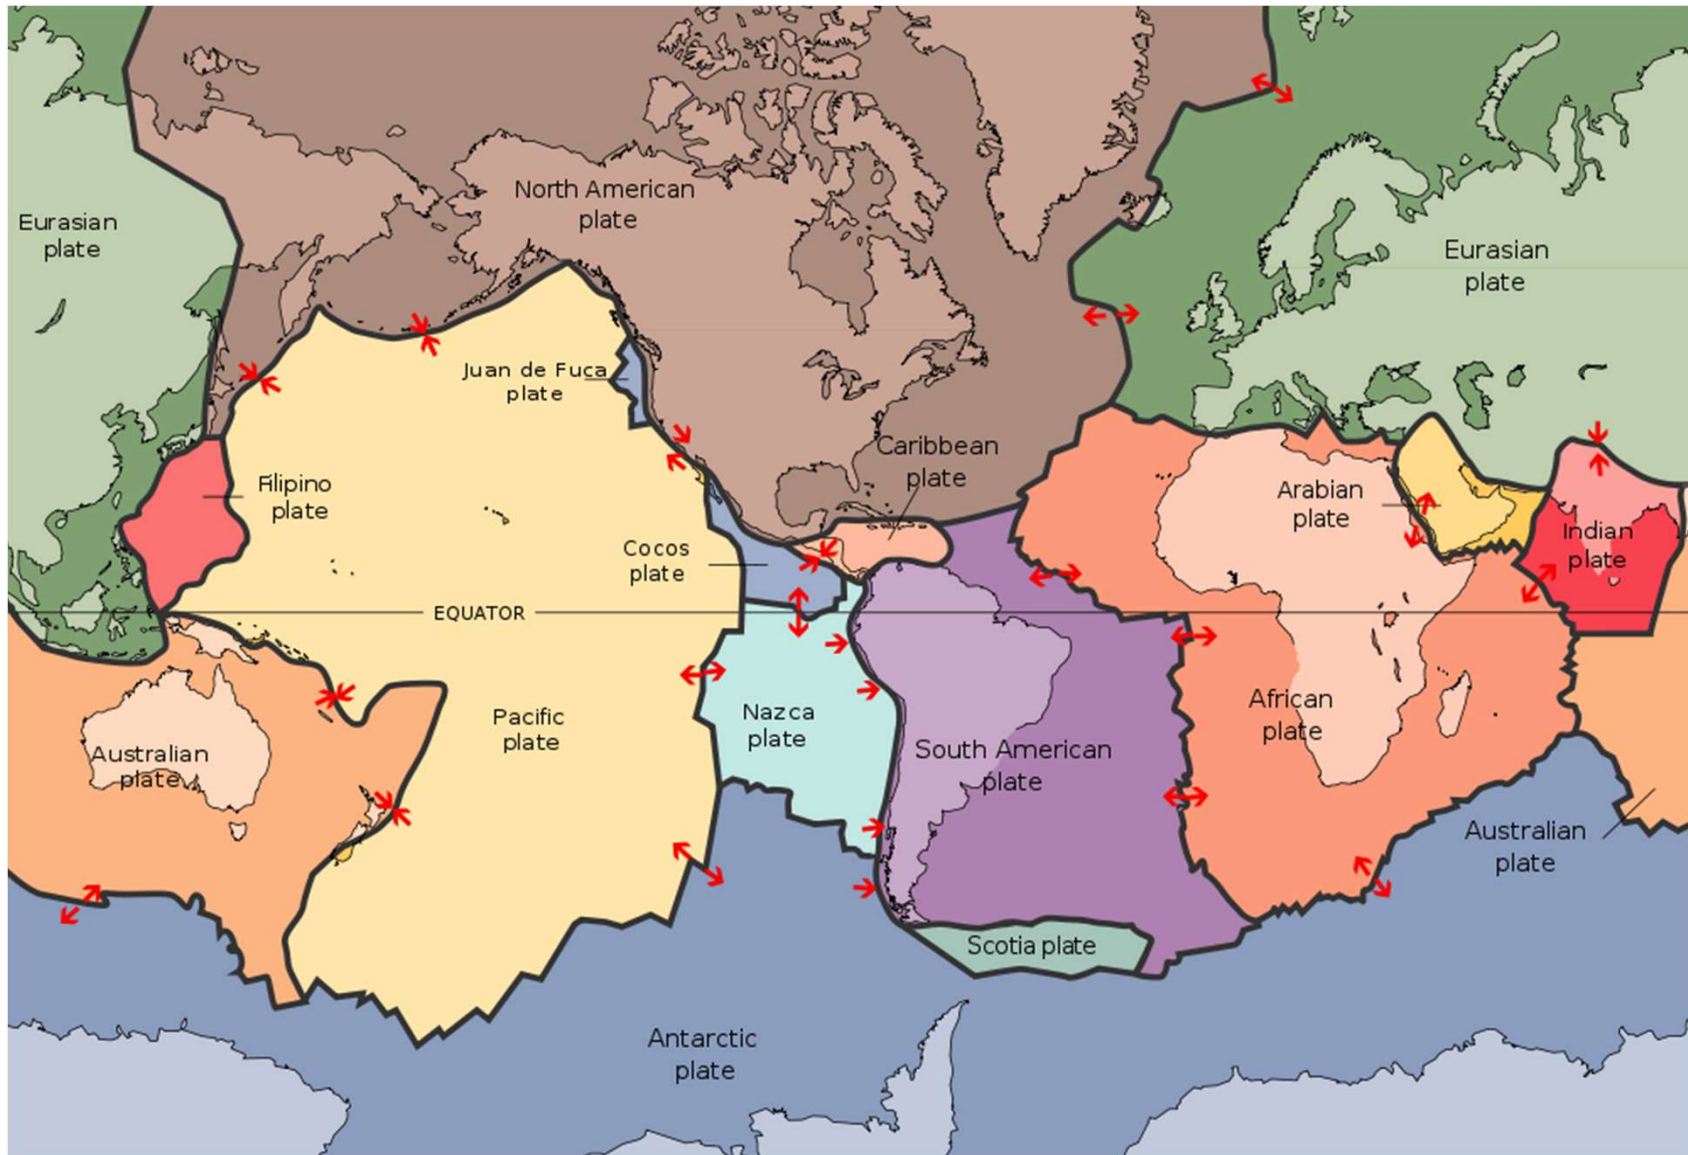 North American
plate
Eurasian
plate
Eurasian
plate
Juan de Fuca
plate
Caribbean
plate
Filipino
plate
Arabian
plate
Indian
plate
Cocos
plate
EQUATOR
African
plate
Nazca
plate
Pacific
plate
South American
plate
Australian
plate
Australian
plate
Scotia plate
Antarctic
plate